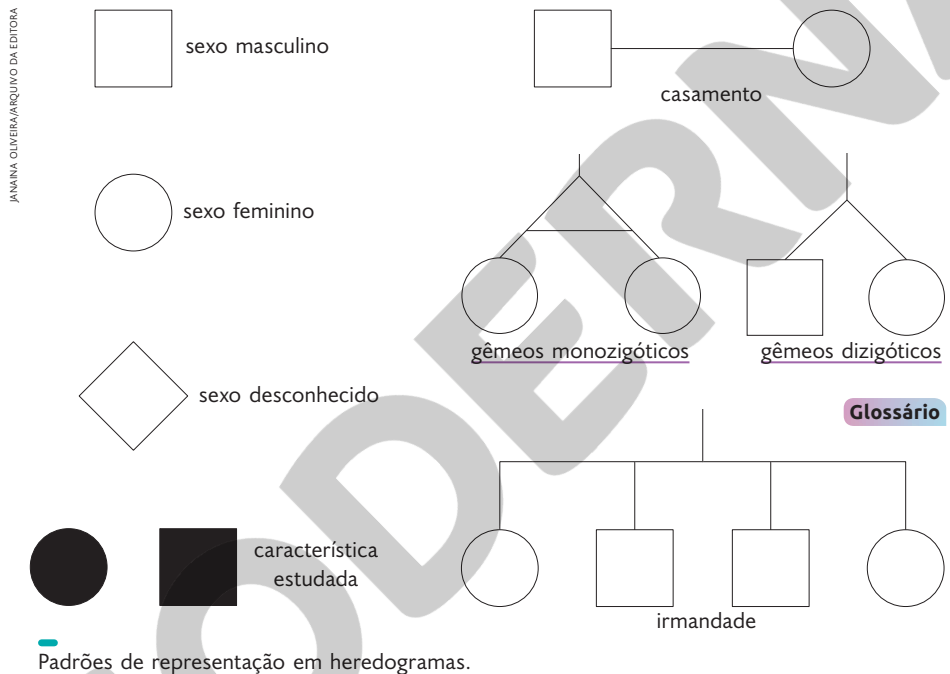 JANAINA OLIVEIRA/ARQUIVO DA EDITORA
sexo masculino
casamento
sexo feminino
gêmeos monozigóticos
gêmeos dizigóticos
sexo desconhecido
Glossário
característica
estudada
irmandade
Padrões de representação em heredogramas.
MODERNA